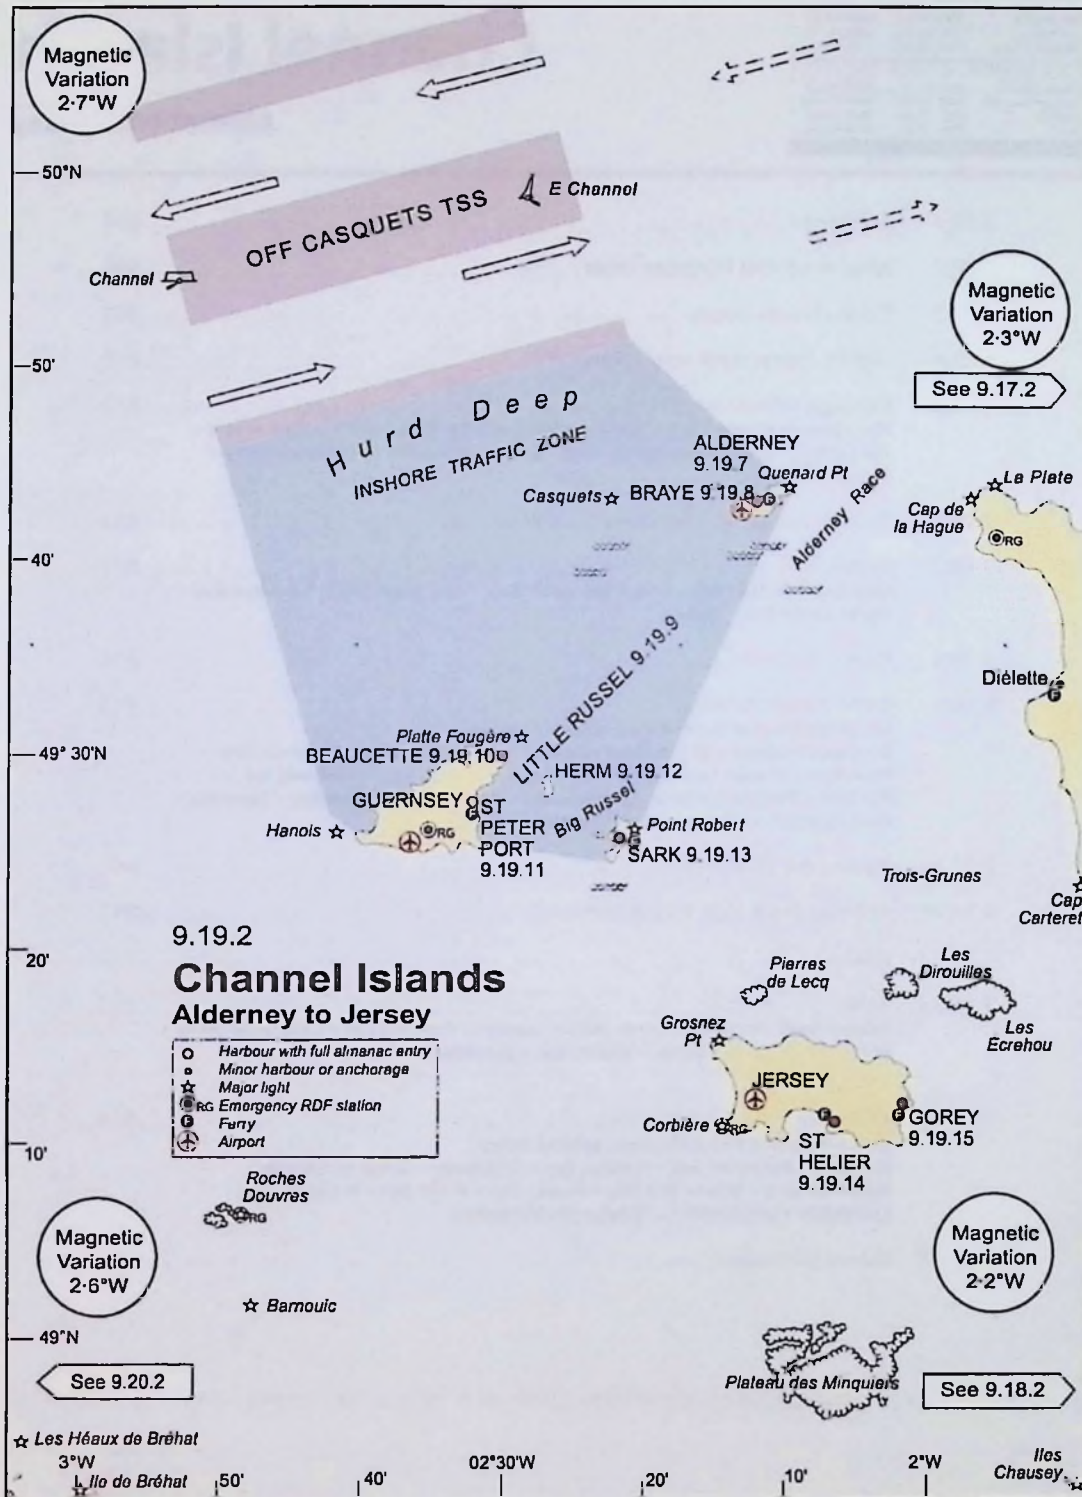 Magnetic
Variation
2·7°W
50°N
E Channel
OFF CASQUETS TSS
Channel
Magnetic
Variation
2·3°W
50'
See 9.17.2
Hurd Deep
INSHORE TRAFFIC ZONE
ALDERNEY
9.19.7
Quenard Pt
Casquets
BRAYE 9.19.8
La Plate
Cap de
la Hague
RG
Alderney Race
40'
LITTLE RUSSEL 9.19.9
Diélette
49° 30'N
Platte Fougère
BEAUCETTE 9.19.10
HERM 9.19.12
GUERNSEY
F
ST
PETER
PORT
9.19.11
Hanois
RG
Big Russel
Point Robert
SARK 9.19.13
Trois-Grunes
Cap
Carteret
9.19.2
Channel Islands
Alderney to Jersey
20'
Harbour with full almanac entry
Minor harbour or anchorage
Major light
RG Emergency RDF station
F Ferry
Airport
Pierres
de Lecq
Les
Dirouilles
Les
Écrehou
Grosnez
Pt
JERSEY
Corbière
RG
F
ST
HELIER
9.19.14
F
GOREY
9.19.15
10'
Roches
Douvres
RG
Magnetic
Variation
2·6°W
Magnetic
Variation
2·2°W
Barnouic
49°N
See 9.20.2
Plateau des Minquiers
See 9.18.2
Les Héaux de Bréhat
3°W
Ile de Bréhat
50'
40'
02°30'W
20'
10'
2°W
Iles
Chausey